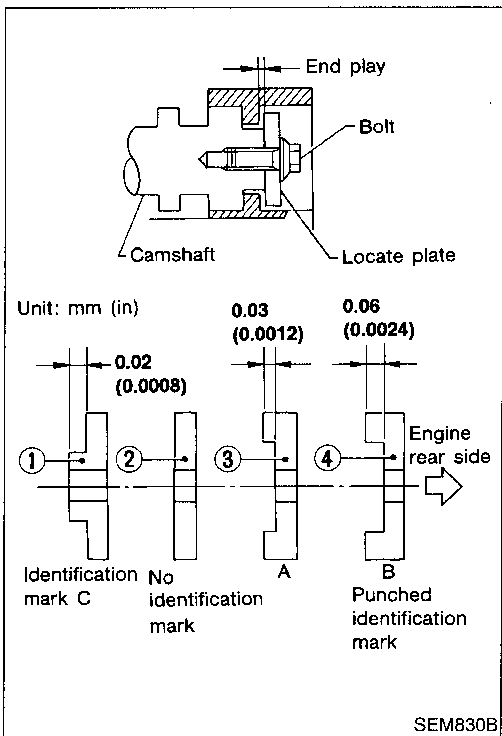 End play
Bolt
Camshaft
Locate plate
Unit: mm (in)
0.02
(0.0008)
0.03
(0.0012)
0.06
(0.0024)
1
2
3
4
Engine
rear side
Identification
mark C
No
identification
mark
A
B
Punched
identification
mark
SEM830B